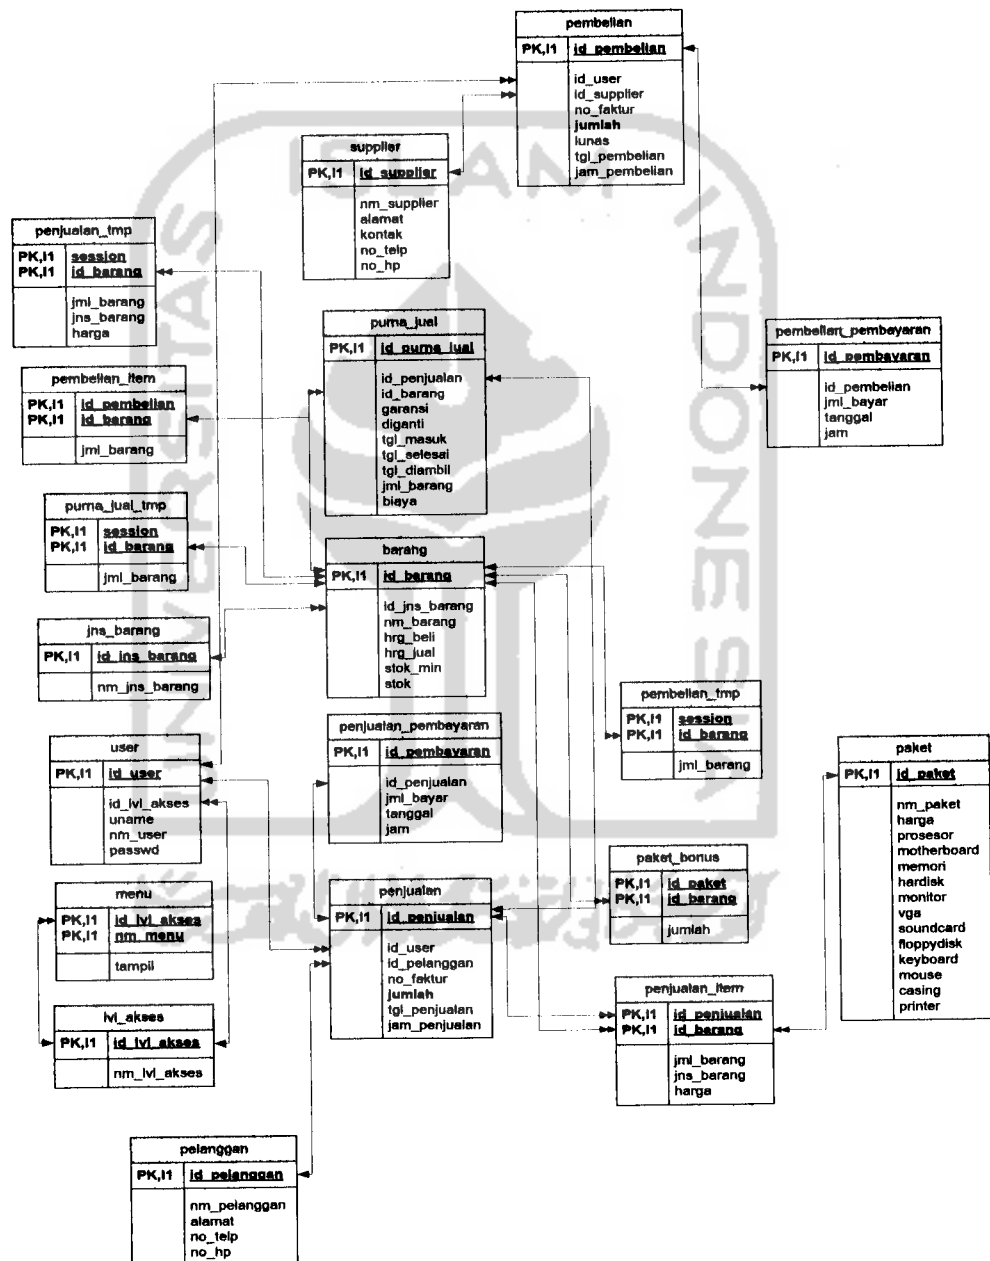 pembelian
PK,I1 id_pembelian
id_user
id_supplier
no_faktur
jumlah
lunas
tgl_pembelian
jam_pembelian
supplier
PK,I1 id_supplier
nm_supplier
alamat
kontak
no_telp
no_hp
penjualan_tmp
PK,I1 session
PK,I1 id_barang
jml_barang
jns_barang
harga
purna_jual
PK,I1 id_purna_jual
id_penjualan
id_barang
garansi
diganti
tgl_masuk
tgl_selesai
tgl_diambil
jml_barang
biaya
pembelian_pembayaran
PK,I1 id_pembayaran
id_pembelian
jml_bayar
tanggal
jam
pembelian_item
PK,I1 id_pembelian
PK,I1 id_barang
jml_barang
purna_jual_tmp
PK,I1 session
PK,I1 id_barang
jml_barang
barang
PK,I1 id_barang
id_jns_barang
nm_barang
hrg_beli
hrg_jual
stok_min
stok
jns_barang
PK,I1 id_jns_barang
nm_jns_barang
pembelian_tmp
PK,I1 session
PK,I1 id_barang
jml_barang
user
PK,I1 id_user
id_lvl_akses
uname
nm_user
passwd
penjualan_pembayaran
PK,I1 id_pembayaran
id_penjualan
jml_bayar
tanggal
jam
paket
PK,I1 id_paket
nm_paket
harga
prosesor
motherboard
memori
hardisk
monitor
vga
soundcard
floppydisk
keyboard
mouse
casing
printer
paket_bonus
PK,I1 id_paket
PK,I1 id_barang
jumlah
menu
PK,I1 id_lvl_akses
PK,I1 nm_menu
tampil
penjualan
PK,I1 id_penjualan
id_user
id_pelanggan
no_faktur
jumlah
tgl_penjualan
jam_penjualan
penjualan_item
PK,I1 id_penjualan
PK,I1 id_barang
jml_barang
jns_barang
harga
lvl_akses
PK,I1 id_lvl_akses
nm_lvl_akses
pelanggan
PK,I1 id_pelanggan
nm_pelanggan
alamat
no_telp
no_hp
UNIVERSITAS
ISLAM
INDONESIA